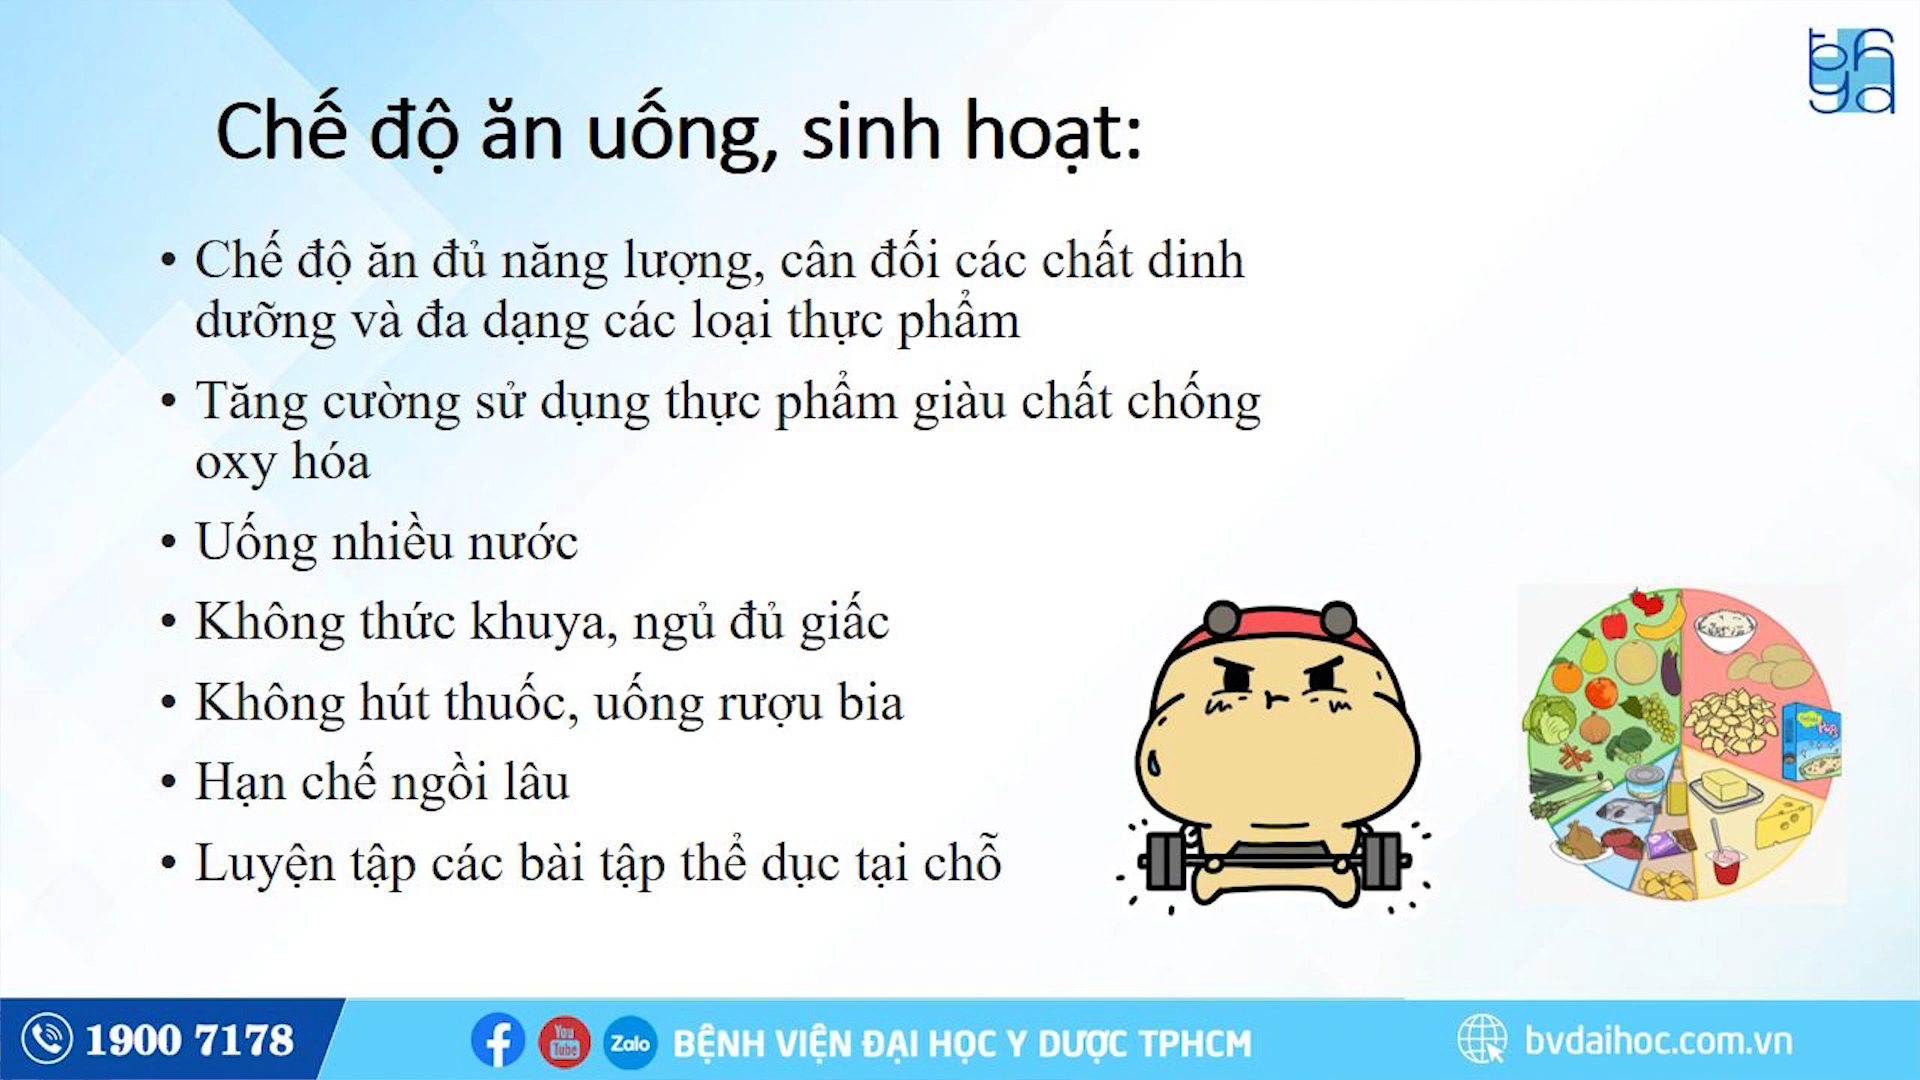 Chế độ ăn uống, sinh hoạt:
• Chế độ ăn đủ năng lượng, cân đối các chất dinh
dưỡng và đa dạng các loại thực phẩm
• Tăng cường sử dụng thực phẩm giàu chất chống
oxy hóa
• Uống nhiều nước
• Không thức khuya, ngủ đủ giấc
• Không hút thuốc, uống rượu bia
• Hạn chế ngồi lâu
• Luyện tập các bài tập thể dục tại chỗ
1900 7178
You
Tube
Zalo
BỆNH VIỆN ĐẠI HỌC Y DƯỢC TPHCM
bvdaihoc.com.vn